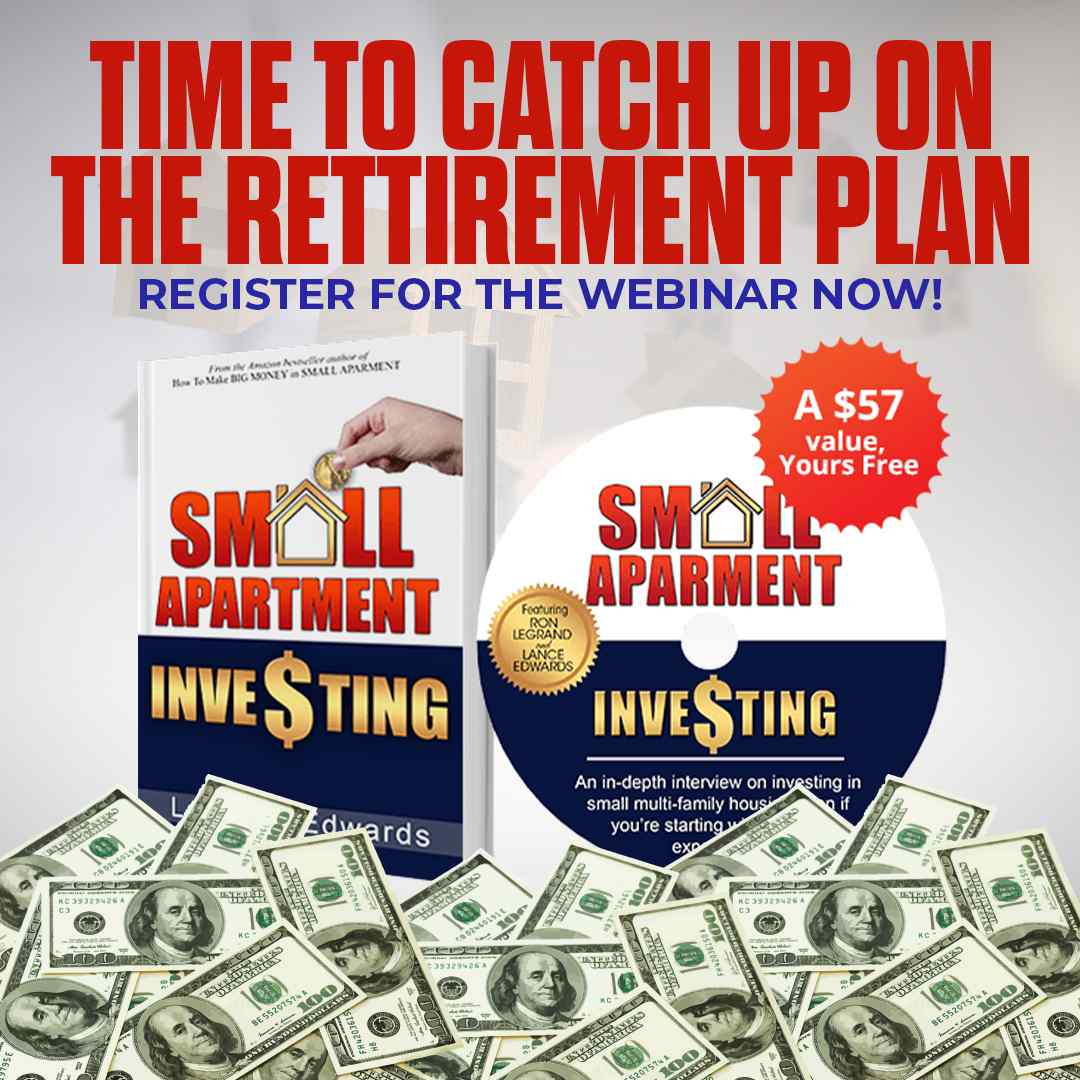 TIME TO CATCH UP ON
THE RETTIREMENT PLAN
REGISTER FOR THE WEBINAR NOW!
From the Amazon bestseller author of
How To Make BIG MONEY in SMALL APARMENT
SMALL
APARTMENT
INVE$TING
Edwards
A $57
value,
Yours Free
SMALL
APARMENT
Featuring
RON
LEGRAND
and
LANCE
EDWARDS
INVE$TING
An in-depth interview on investing in
small multi-family if
you're starting